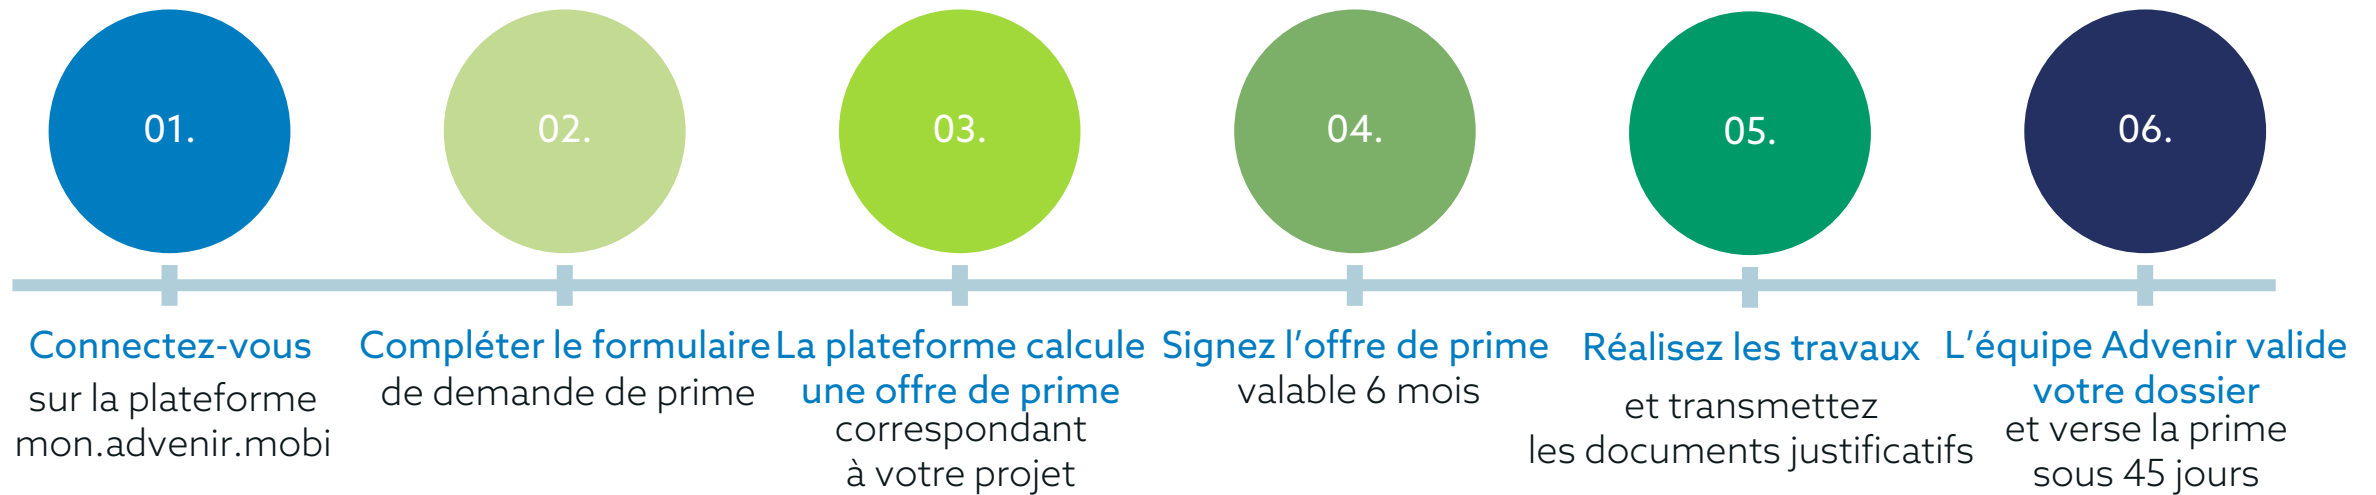 01.
Connectez-vous
sur la plateforme
mon.advenir.mobi
02.
Compléter le formulaire
de demande de prime
03.
La plateforme calcule
une offre de prime
correspondant
à votre projet
04.
Signez l'offre de prime
valable 6 mois
05.
Réalisez les travaux
et transmettez
les documents justificatifs
06.
L'équipe Advenir valide
votre dossier
et verse la prime
sous 45 jours